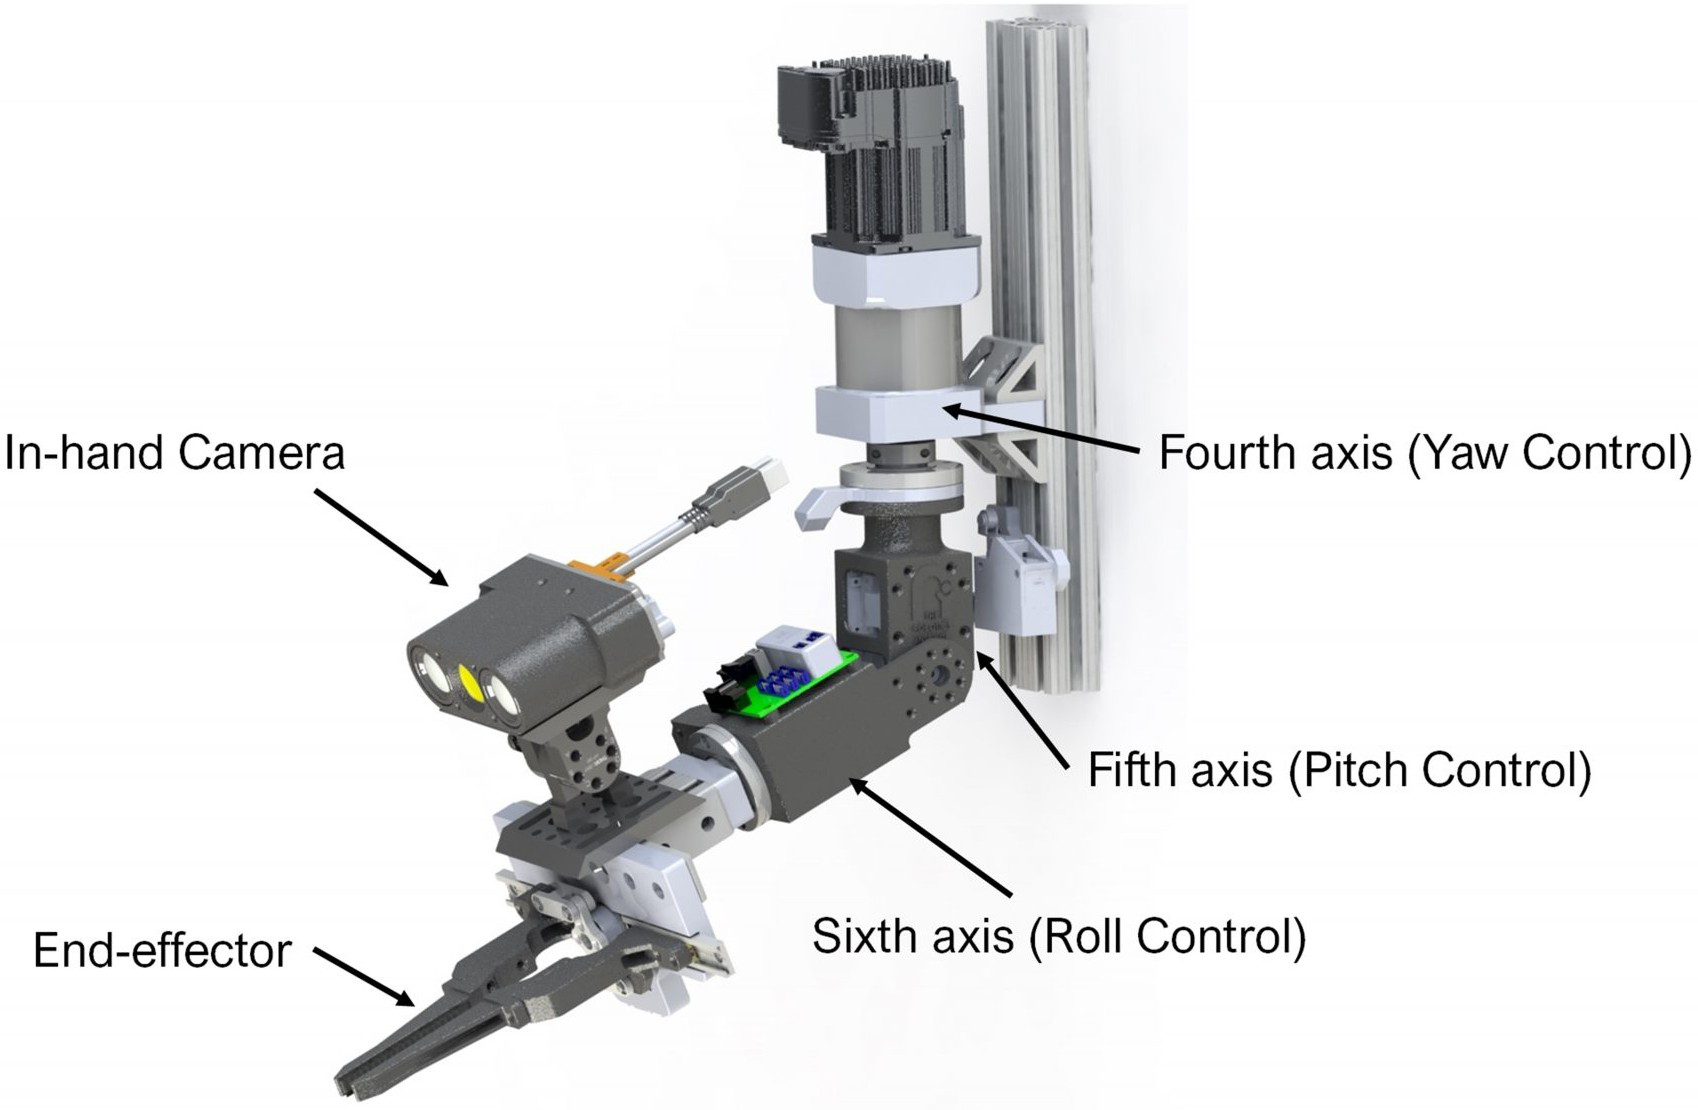 In-hand Camera
Fourth axis (Yaw Control)
Fifth axis (Pitch Control)
Sixth axis (Roll Control)
End-effector